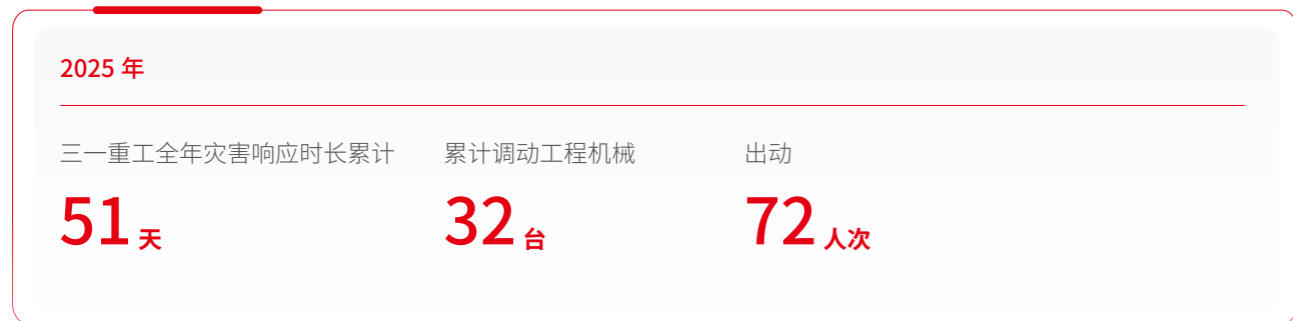 2025 年
三一重工全年灾害响应时长累计
51 天
累计调动工程机械
32 台
出动
72 人次